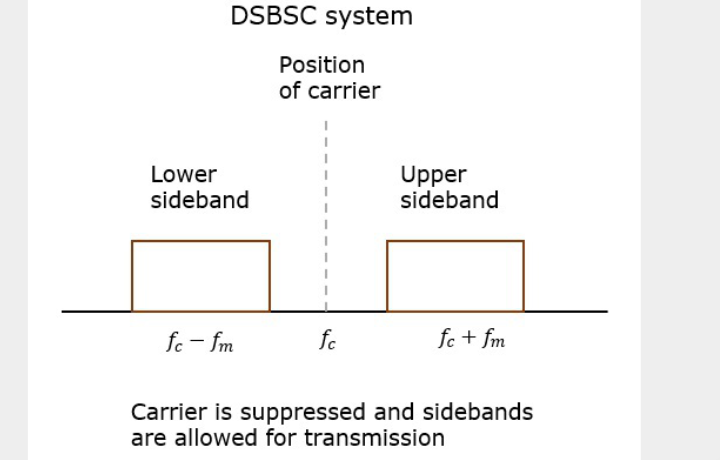 DSBSC system
Position
of carrier
Lower
sideband
Upper
sideband
fc − fm
fc
fc + fm
Carrier is suppressed and sidebands
are allowed for transmission